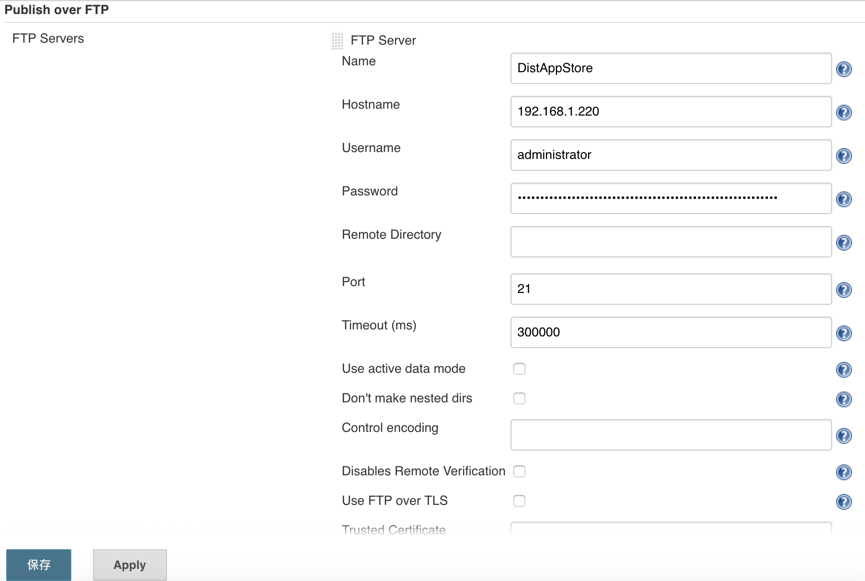 Publish over FTP
FTP Servers
FTP Server
Name
DistAppStore
Hostname
192.168.1.220
Username
administrator
Password
Remote Directory
Port
21
Timeout (ms)
300000
Use active data mode
Don't make nested dirs
Control encoding
Disables Remote Verification
Use FTP over TLS
Trusted Certificate
保存
Apply